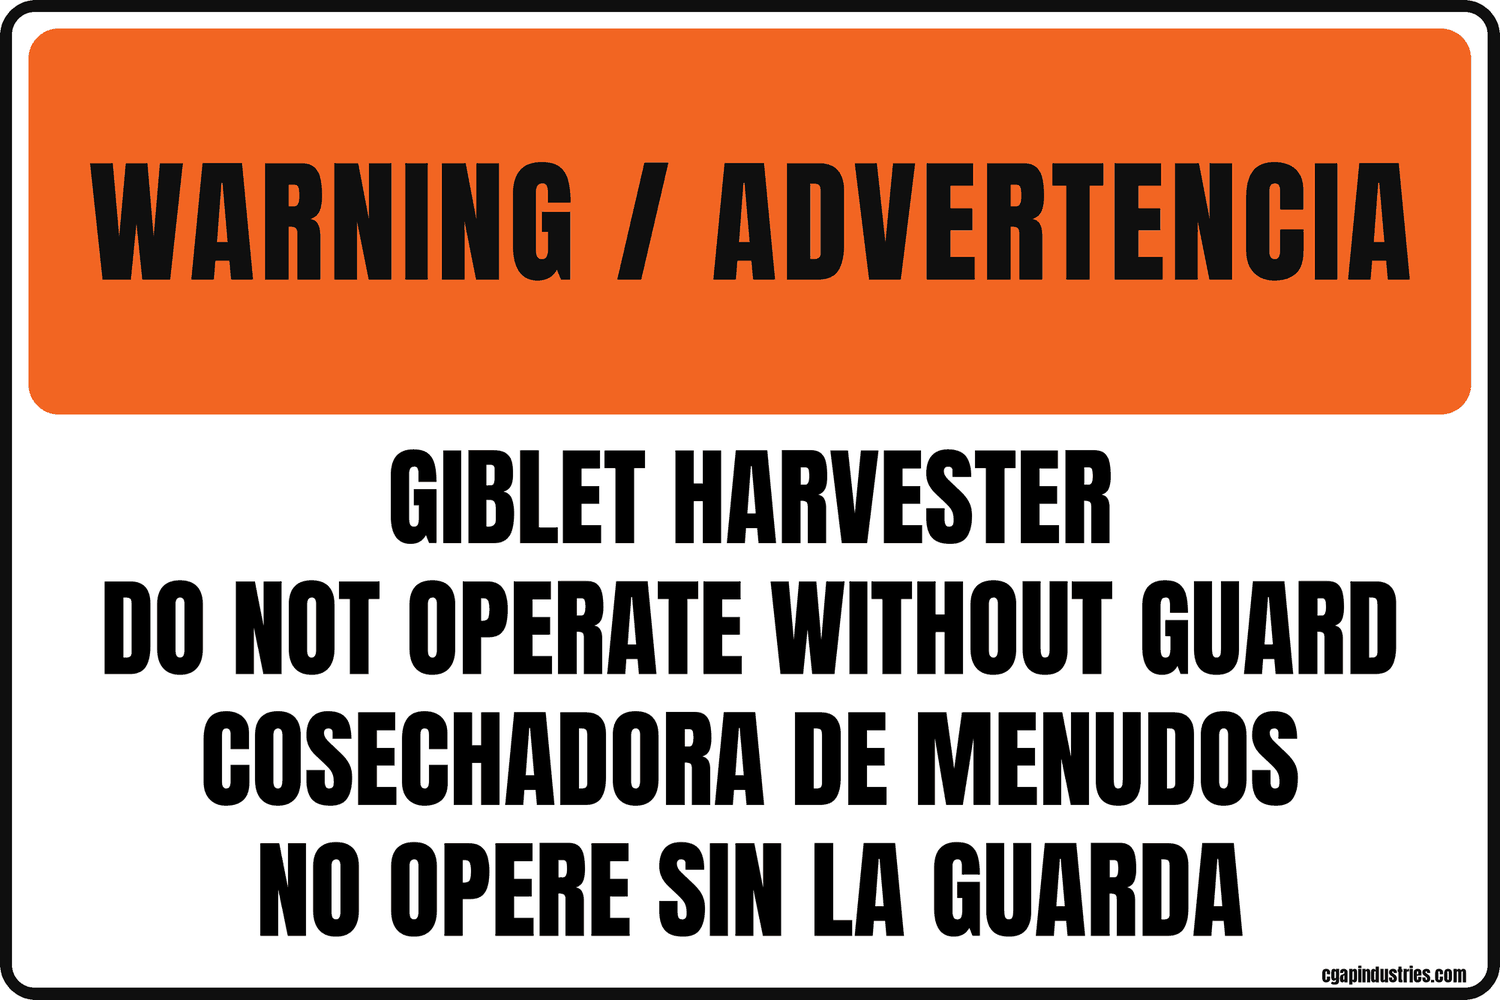 WARNING / ADVERTENCIA
GIBLET HARVESTER
DO NOT OPERATE WITHOUT GUARD
COSECHADORA DE MENUDOS
NO OPERE SIN LA GUARDA
cgapindustries.com